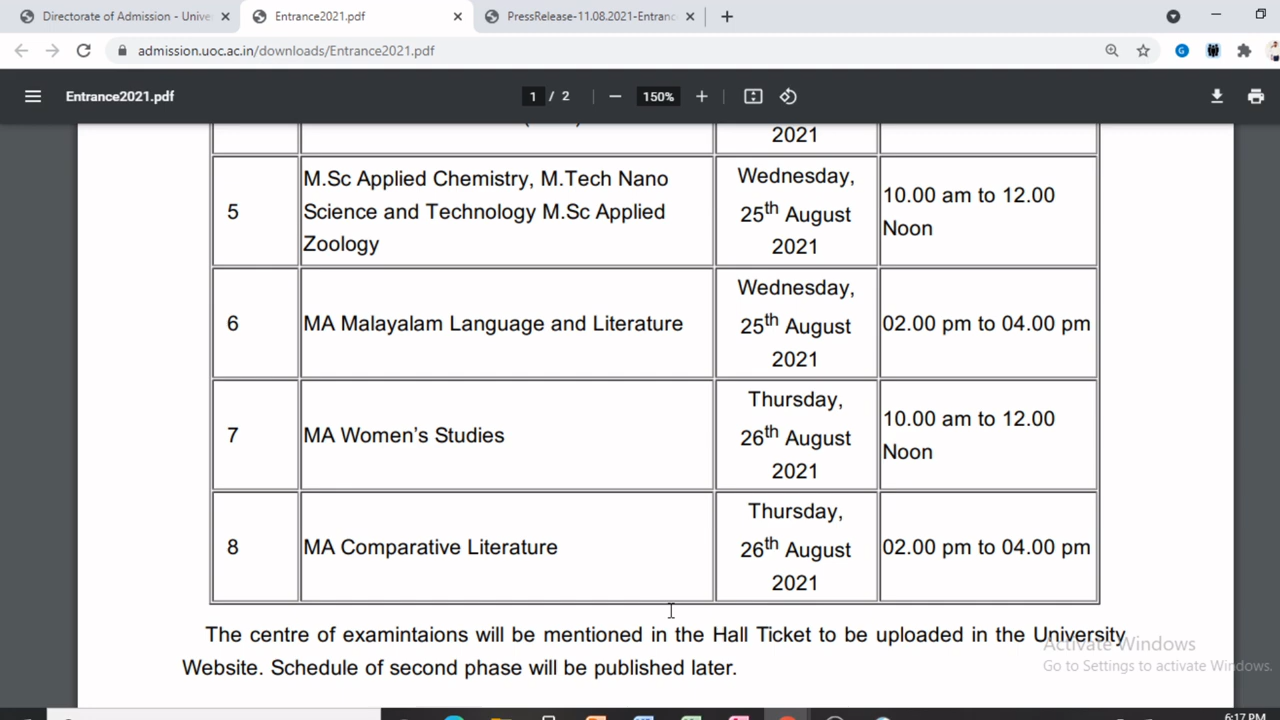 Directorate of Admission - Unive
Entrance2021.pdf
PressRelease-11.08.2021-Entranc
admission.uoc.ac.in/downloads/Entrance2021.pdf
Entrance2021.pdf
1 / 2
150%
2021
5
M.Sc Applied Chemistry, M.Tech Nano
Science and Technology M.Sc Applied
Zoology
Wednesday,
25th August
2021
10.00 am to 12.00
Noon
6
MA Malayalam Language and Literature
Wednesday,
25th August
2021
02.00 pm to 04.00 pm
7
MA Women's Studies
Thursday,
26th August
2021
10.00 am to 12.00
Noon
8
MA Comparative Literature
Thursday,
26th August
2021
02.00 pm to 04.00 pm
The centre of examintaions will be mentioned in the Hall Ticket to be uploaded in the University
Website. Schedule of second phase will be published later.
Activate Windows
Go to Settings to activate Windows.
6:17 PM